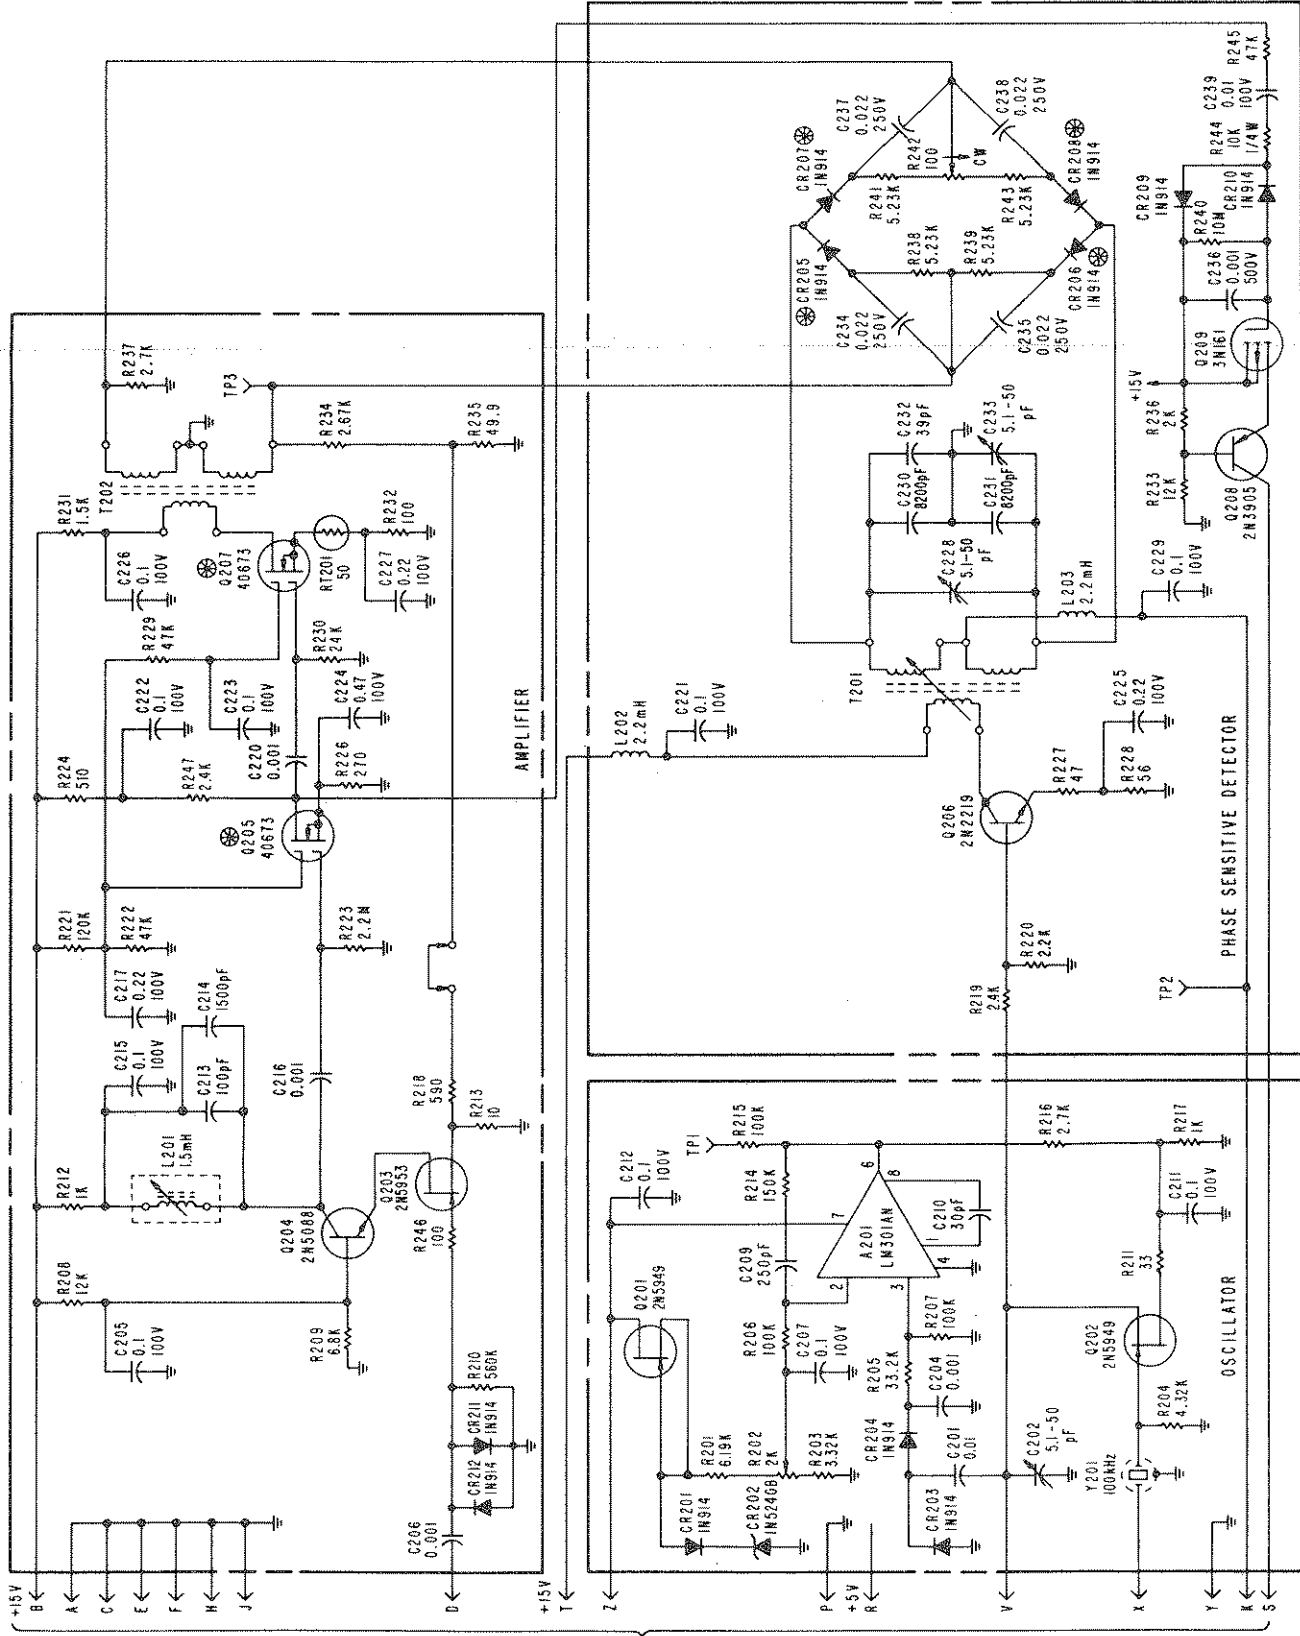 +15V
B
A
C
E
F
H
J
D
+15V
T
Z
P
+5V
R
V
X
Y
K
S
R208
12K
C205
0.1
100V
R209
6.8K
C206
0.001
CR212
1N914
CR211
1N914
R210
560K
R212
1K
L201
1.5mH
C215
0.1
100V
C213
100pF
C214
1500pF
C217
0.22
100V
Q204
2N5088
Q203
2N5953
R246
100
C216
0.001
R218
590
R213
10
R221
120K
R222
47K
R223
2.2M
Q205
40673
R224
510
R247
2.4K
C222
0.1
100V
C223
0.1
100V
C220
0.001
R226
210
C224
0.47
100V
R229
47K
R230
24K
C226
0.1
100V
R231
1.5K
Q207
40673
RT201
50
C227
0.22
100V
R232
100
T202
R237
2.7K
TP3
R234
2.67K
R235
49.9
AMPLIFIER
CR201
1N914
CR202
1N5240B
R201
6.19K
R202
2K
R203
3.32K
Q201
2N5949
C212
0.1
100V
TP1
R215
100K
R214
150K
C209
250pF
R206
100K
C207
0.1
100V
A201
LM301AN
2
3
7
6
8
1
4
C210
30pF
R207
100K
R205
33.2K
C204
0.001
CR204
1N914
C201
0.01
CR203
1N914
C202
5.1-50
pF
Y201
100kHz
R204
4.32K
Q202
2N5949
R211
33
C211
0.1
100V
R216
2.7K
R217
1K
OSCILLATOR
L202
2.2mH
C221
0.1
100V
R219
2.4K
R220
2.2K
Q206
2N2219
R227
47
R228
56
C225
0.22
100V
T201
L203
2.2mH
C229
0.1
100V
C228
5.1-50
pF
C230
8200pF
C231
8200pF
C232
39pF
C233
5.1-50
pF
C234
0.022
250V
C235
0.022
250V
CR205
1N914
CR206
1N914
CR207
1N914
CR208
1N914
R238
5.23K
R239
5.23K
R241
5.23K
R242
100
CW
R243
5.23K
C237
0.022
250V
C238
0.022
250V
TP2
PHASE SENSITIVE DETECTOR
R233
12K
R236
2K
+15V
Q208
2N3905
Q209
3N161
C236
0.001
500V
R240
10M
CR209
1N914
CR210
1N914
R244
10K
1/4W
C239
0.01
100V
R245
47K